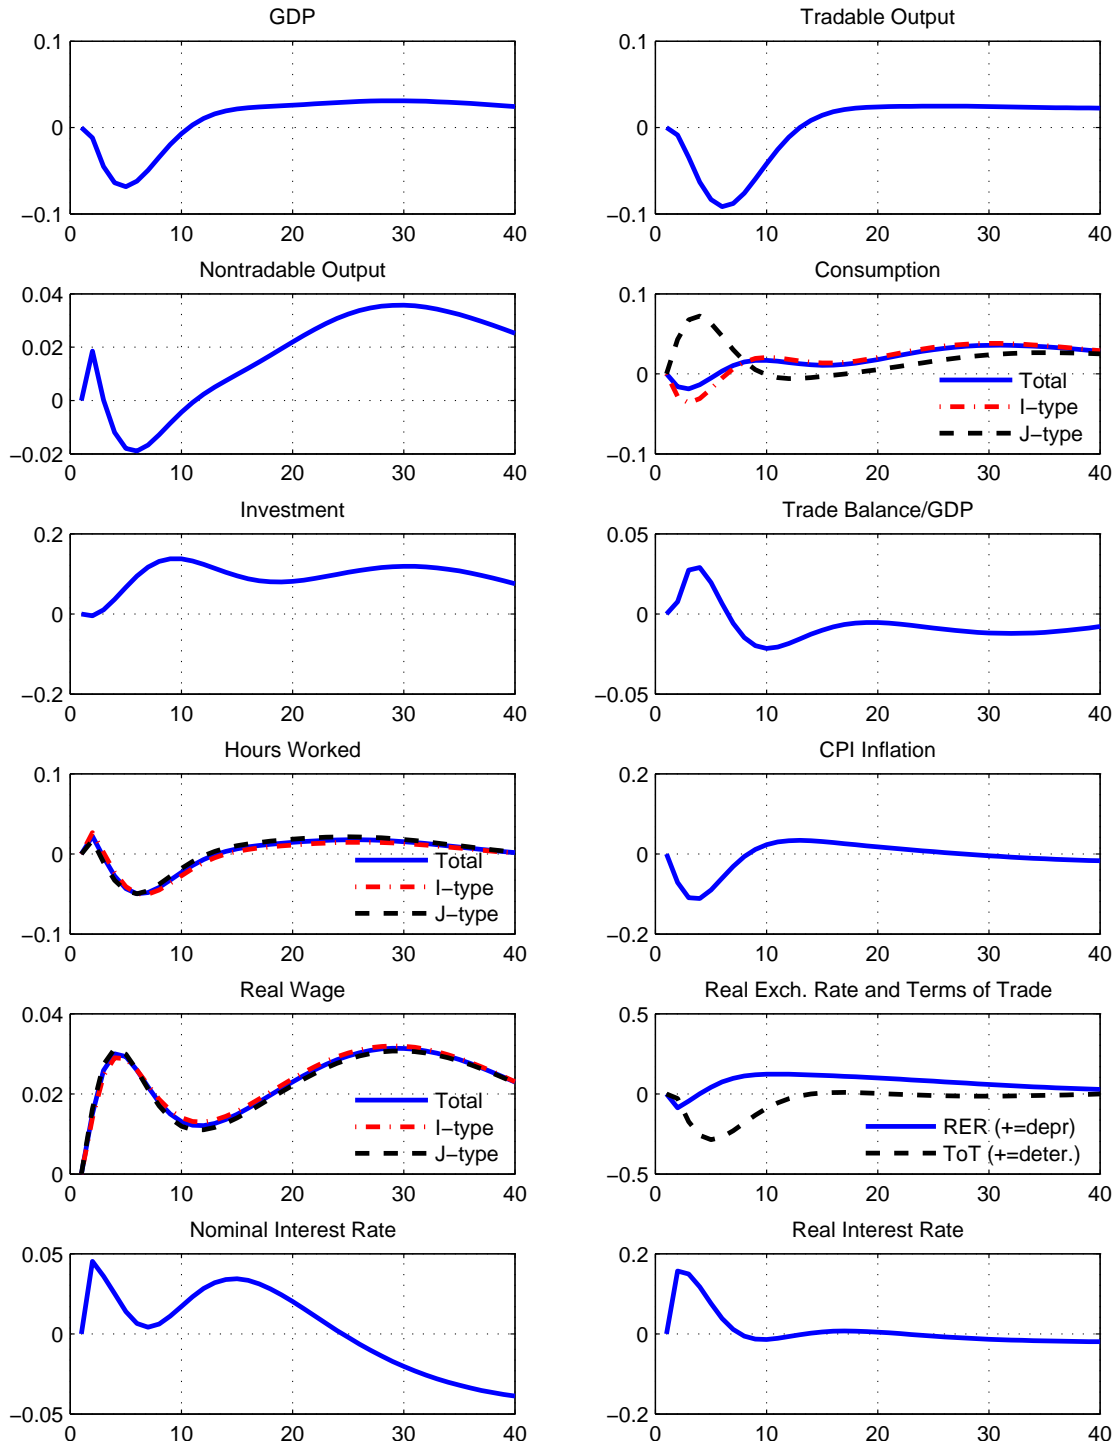 GDP
0.1
0
−0.1
0 10 20 30 40
Tradable Output
0.1
0
−0.1
0 10 20 30 40
Nontradable Output
0.04
0.02
0
−0.02
0 10 20 30 40
Consumption
0.1
0
−0.1
Total
I−type
J−type
0 10 20 30 40
Investment
0.2
0
−0.2
0 10 20 30 40
Trade Balance/GDP
0.05
0
−0.05
0 10 20 30 40
Hours Worked
0.1
0
−0.1
Total
I−type
J−type
0 10 20 30 40
CPI Inflation
0.2
0
−0.2
0 10 20 30 40
Real Wage
0.04
0.02
0
Total
I−type
J−type
0 10 20 30 40
Real Exch. Rate and Terms of Trade
0.5
0
−0.5
RER (+=depr)
ToT (+=deter.)
0 10 20 30 40
Nominal Interest Rate
0.05
0
−0.05
0 10 20 30 40
Real Interest Rate
0.2
0
−0.2
0 10 20 30 40